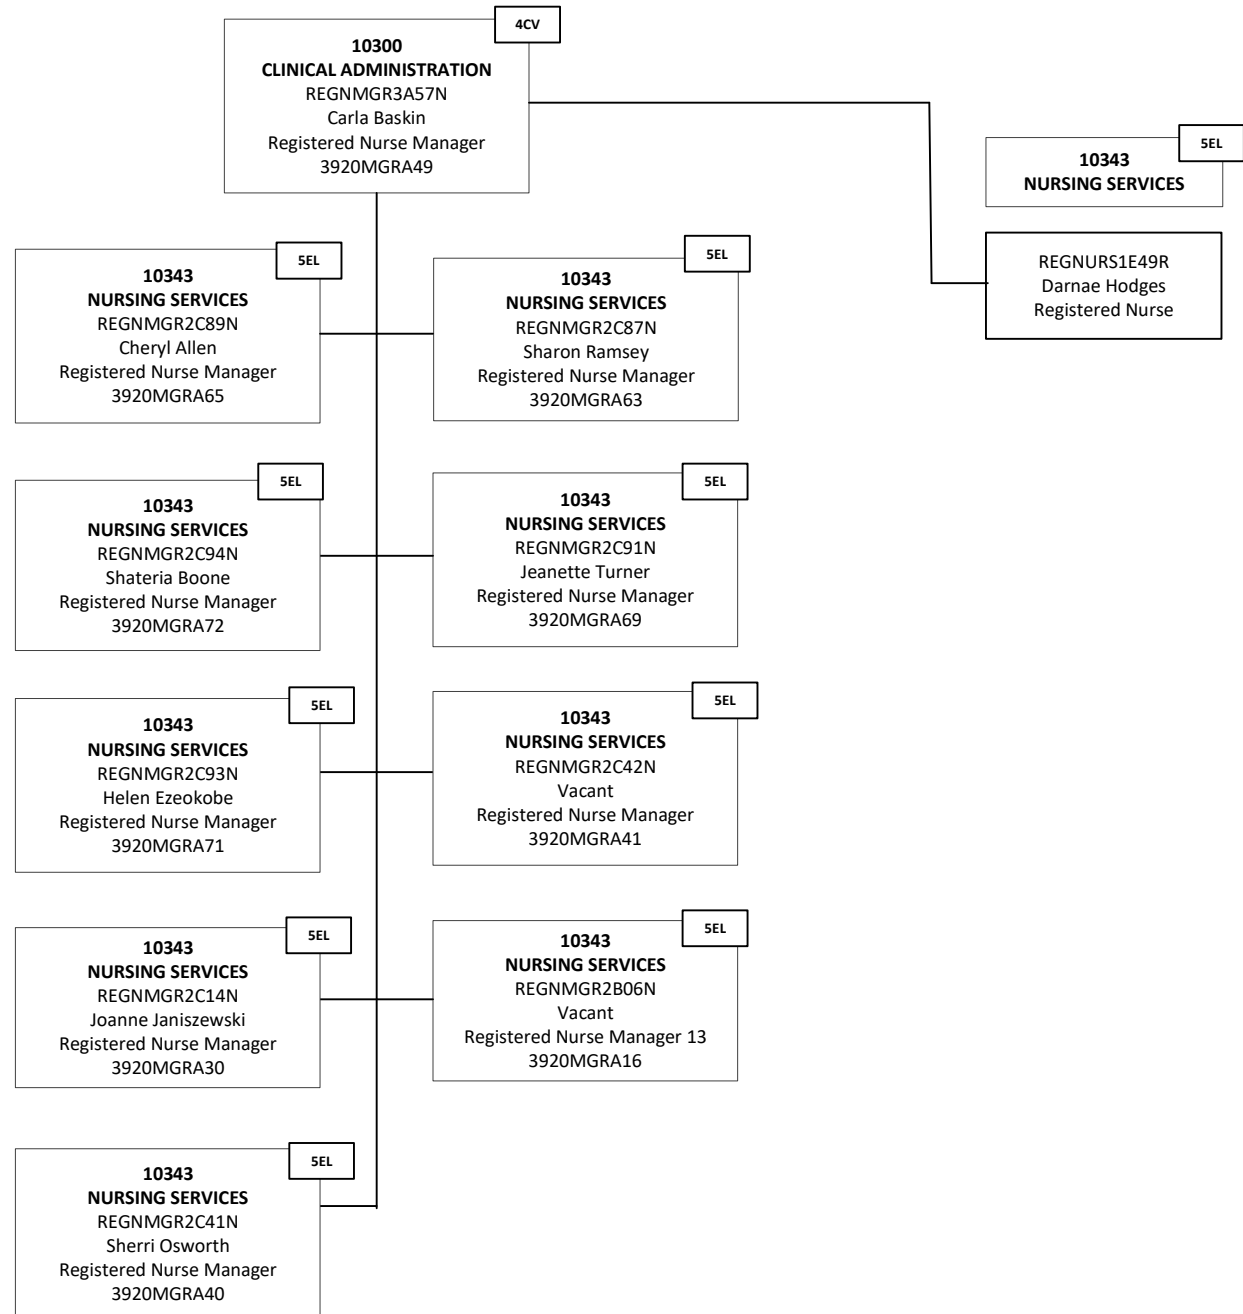 4CV
10300
CLINICAL ADMINISTRATION
REGNMGR3A57N
Carla Baskin
Registered Nurse Manager
3920MGRA49
5EL
10343
NURSING SERVICES
REGNURS1E49R
Darnae Hodges
Registered Nurse
5EL
10343
NURSING SERVICES
REGNMGR2C89N
Cheryl Allen
Registered Nurse Manager
3920MGRA65
5EL
10343
NURSING SERVICES
REGNMGR2C87N
Sharon Ramsey
Registered Nurse Manager
3920MGRA63
5EL
10343
NURSING SERVICES
REGNMGR2C94N
Shateria Boone
Registered Nurse Manager
3920MGRA72
5EL
10343
NURSING SERVICES
REGNMGR2C91N
Jeanette Turner
Registered Nurse Manager
3920MGRA69
5EL
10343
NURSING SERVICES
REGNMGR2C93N
Helen Ezeokobe
Registered Nurse Manager
3920MGRA71
5EL
10343
NURSING SERVICES
REGNMGR2C42N
Vacant
Registered Nurse Manager
3920MGRA41
5EL
10343
NURSING SERVICES
REGNMGR2C14N
Joanne Janiszewski
Registered Nurse Manager
3920MGRA30
5EL
10343
NURSING SERVICES
REGNMGR2B06N
Vacant
Registered Nurse Manager 13
3920MGRA16
5EL
10343
NURSING SERVICES
REGNMGR2C41N
Sherri Osworth
Registered Nurse Manager
3920MGRA40